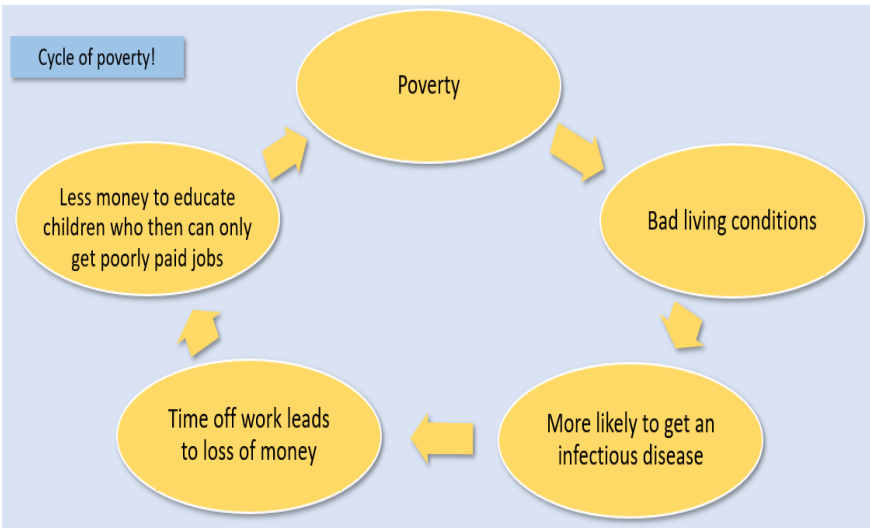 Cycle of poverty!
Poverty
Bad living conditions
More likely to get an
infectious disease
Time off work leads
to loss of money
Less money to educate
children who then can only
get poorly paid jobs